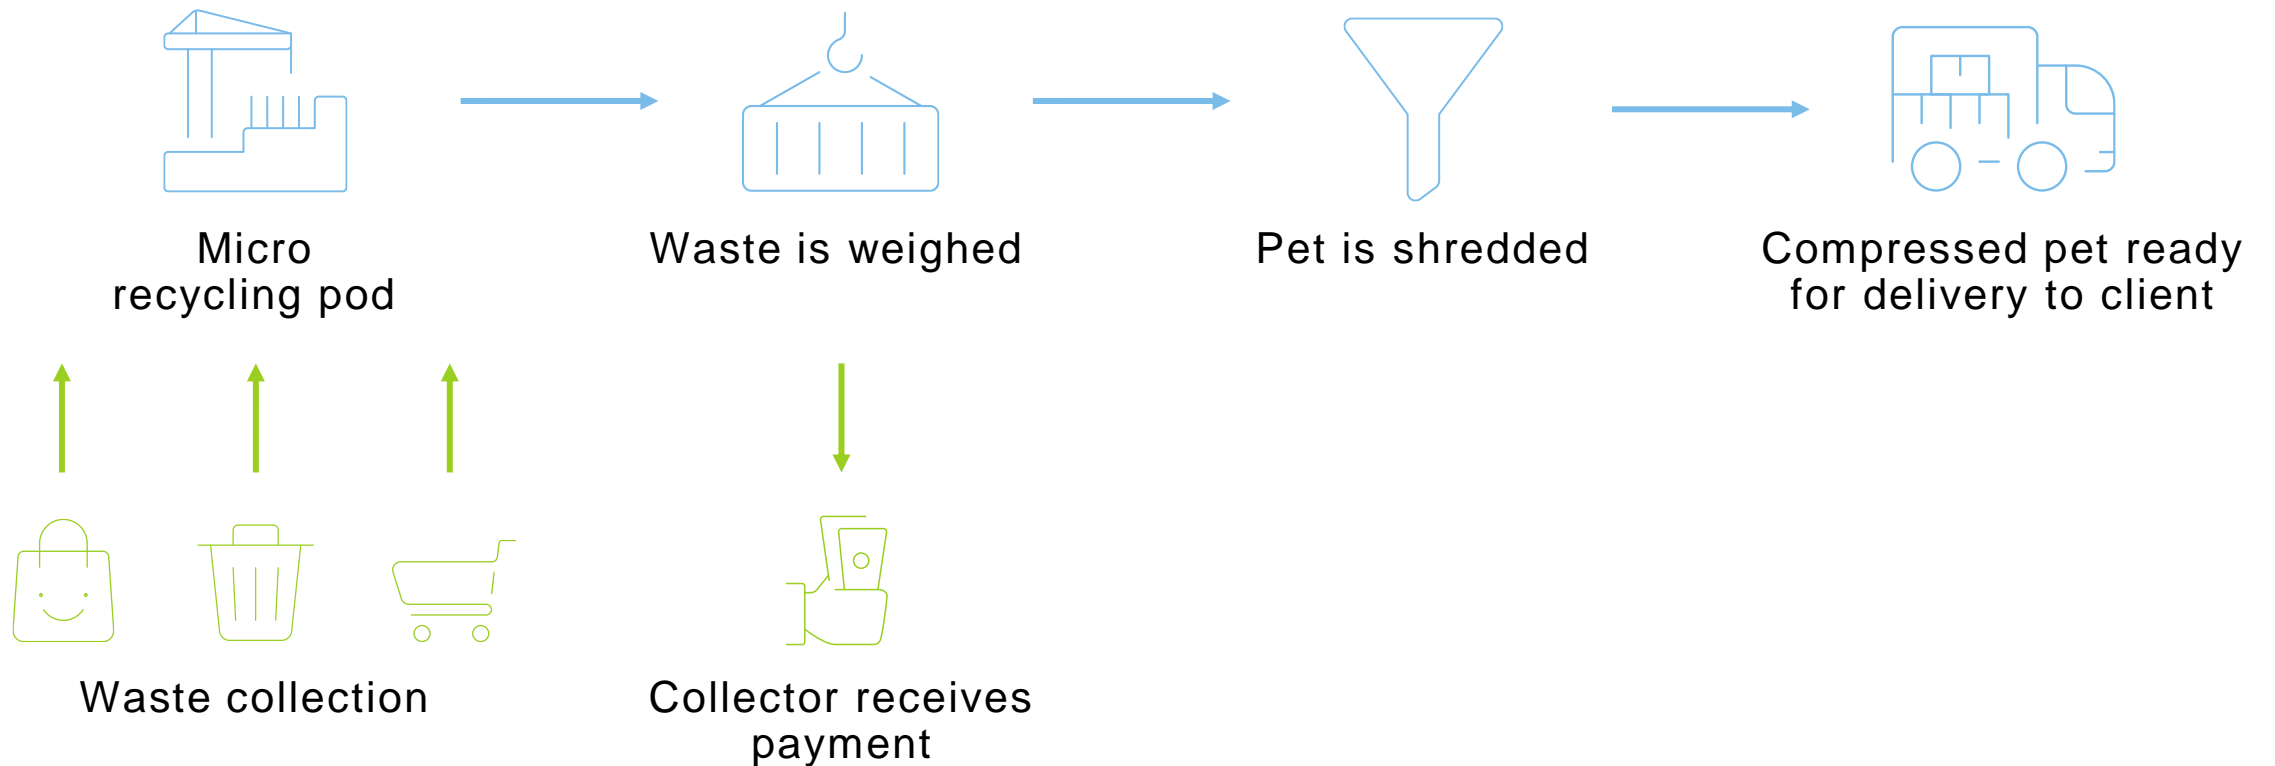 Micro
recycling pod
Waste is weighed
Pet is shredded
Compressed pet ready
for delivery to client
Waste collection
Collector receives
payment